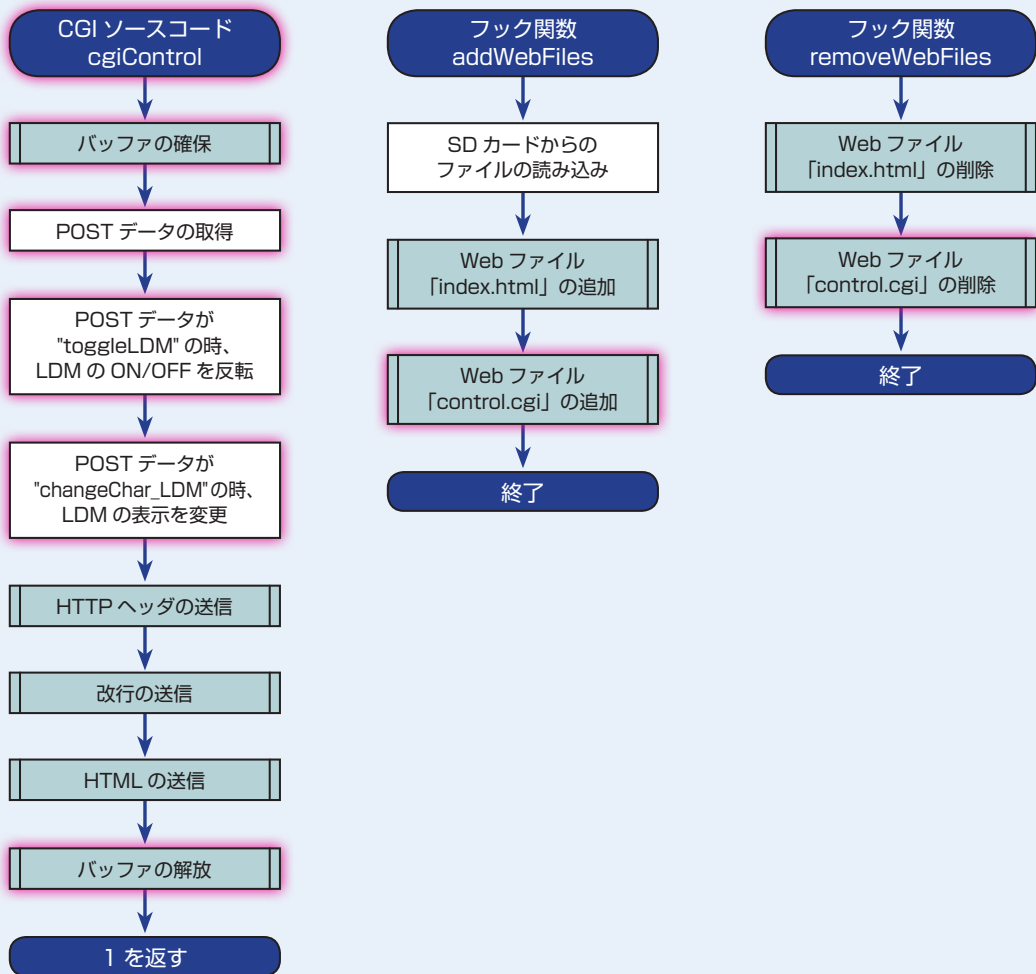 CGI ソースコード
cgiControl
バッファの確保
POST データの取得
POST データが
"toggleLDM" の時、
LDM の ON/OFF を反転
POST データが
"changeChar_LDM"の時、
LDM の表示を変更
HTTP ヘッダの送信
改行の送信
HTML の送信
バッファの解放
1 を返す
フック関数
addWebFiles
SD カードからの
ファイルの読み込み
Web ファイル
「index.html」の追加
Web ファイル
「control.cgi」の追加
終了
フック関数
removeWebFiles
Web ファイル
「index.html」の削除
Web ファイル
「control.cgi」の削除
終了